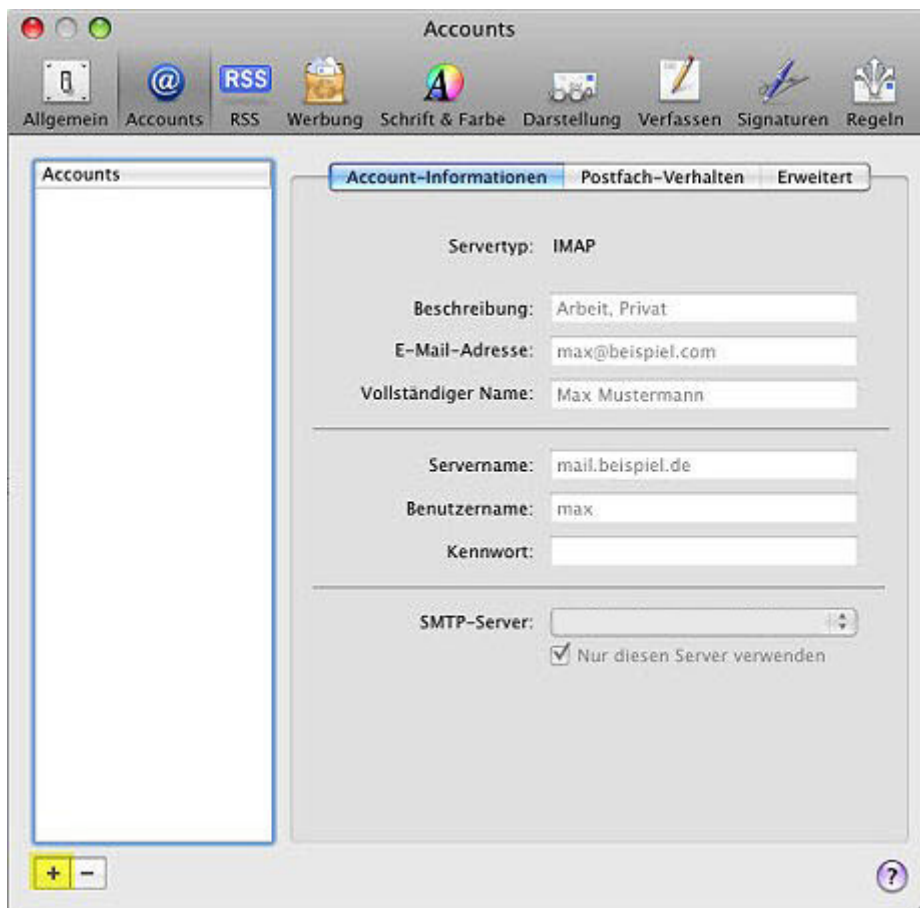 Accounts
Allgemein Accounts RSS Werbung Schrift & Farbe Darstellung Verfassen Signaturen Regeln
RSS
Accounts
Account-Informationen Postfach-Verhalten Erweitert
Servertyp: IMAP
Beschreibung: Arbeit, Privat
E-Mail-Adresse: max@beispiel.com
Vollständiger Name: Max Mustermann
Servername: mail.beispiel.de
Benutzername: max
Kennwort:
SMTP-Server:
Nur diesen Server verwenden
+ − ?